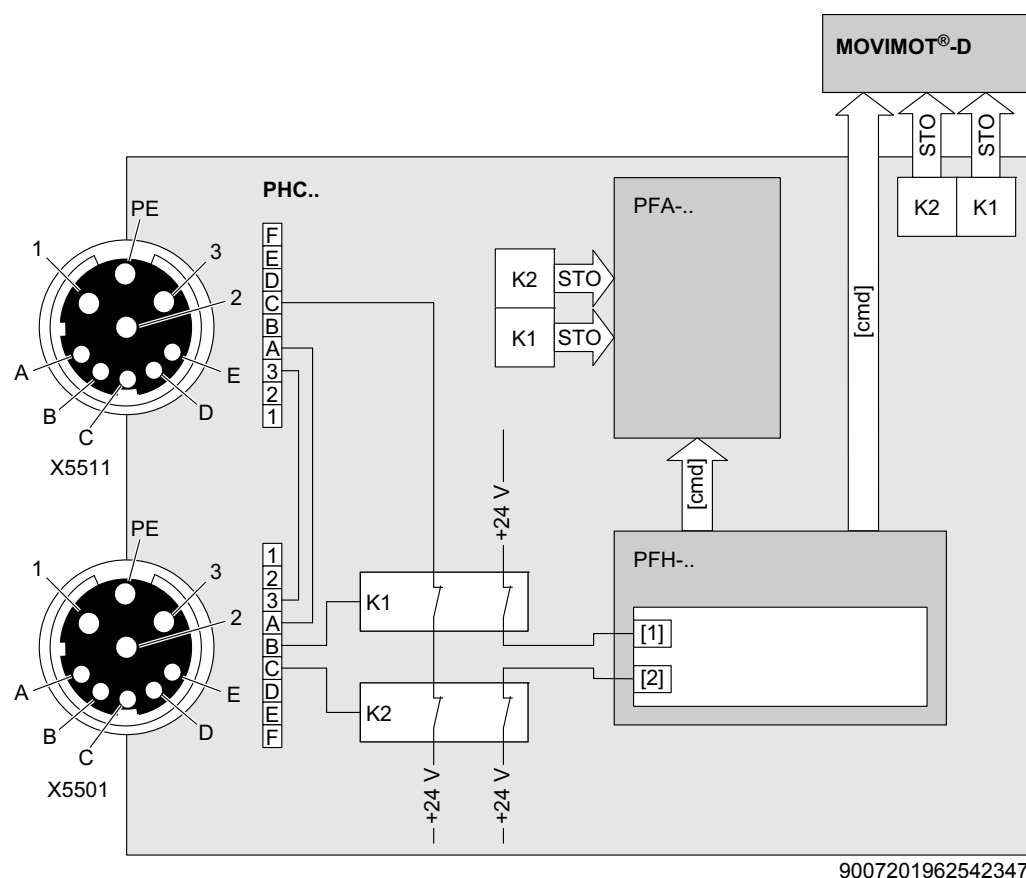 MOVIMOT®-D
STO
STO
K2
K1
PHC..
PE
1
3
2
A
B
C
D
E
X5511
F
E
D
C
B
A
3
2
1
PFA-..
K2
STO
K1
STO
[cmd]
[cmd]
+24 V
PE
1
3
2
A
B
C
D
E
X5501
1
2
3
A
B
C
D
E
F
K1
K2
PFH-..
[1]
[2]
+24 V
+24 V
9007201962542347